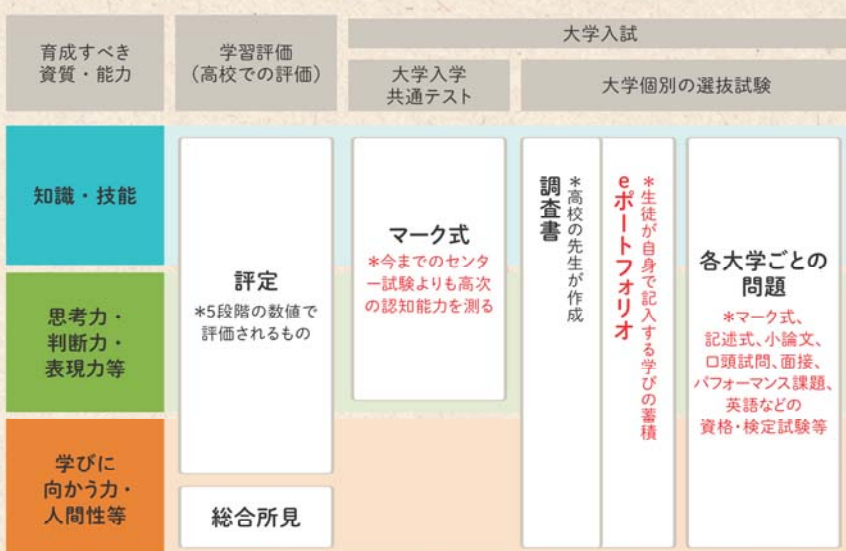 育成すべき
資質・能力
学習評価
(高校での評価)
大学入試
大学入学
共通テスト
大学個別の選抜試験
知識・技能
思考力・
判断力・
表現力等
学びに
向かう力・
人間性等
評定
*5段階の数値で
評価されるもの
総合所見
マーク式
*今までのセンタ
ー試験よりも高次
の認知能力を測る
調査書
*高校の先生が作成
eポートフォリオ
*生徒が自身で記入する学びの蓄積
各大学ごとの
問題
*マーク式、
記述式、小論文、
口頭試問、面接、
パフォーマンス課題、
英語などの
資格・検定試験等